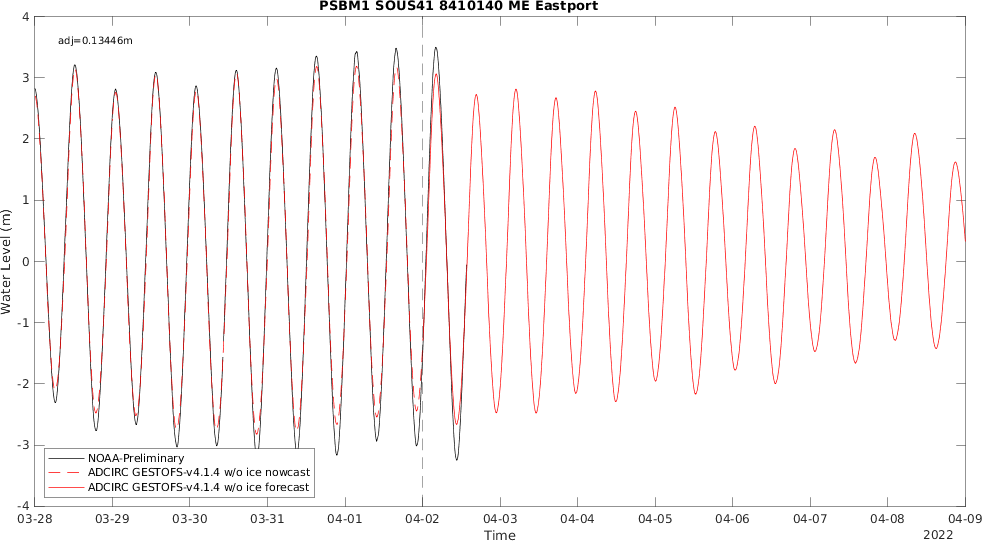 PSBM1 SOUS41 8410140 ME Eastport
adj=0.13446m
4
3
2
1
0
-1
-2
-3
-4
Water Level (m)
NOAA-Preliminary
ADCIRC GESTOFS-v4.1.4 w/o ice nowcast
ADCIRC GESTOFS-v4.1.4 w/o ice forecast
03-28 03-29 03-30 03-31 04-01 04-02 04-03 04-04 04-05 04-06 04-07 04-08 04-09
Time
2022